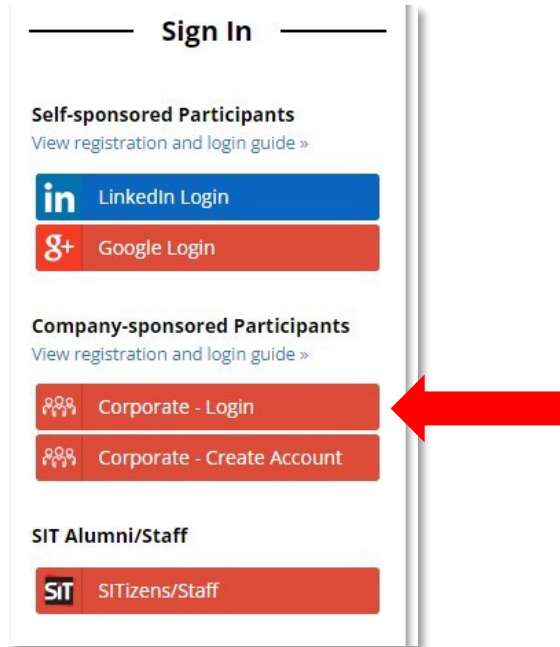 Sign In
Self-sponsored Participants
View registration and login guide »
in LinkedIn Login
g+ Google Login
Company-sponsored Participants
View registration and login guide »
Corporate - Login
Corporate - Create Account
SIT Alumni/Staff
SiT SITizens/Staff